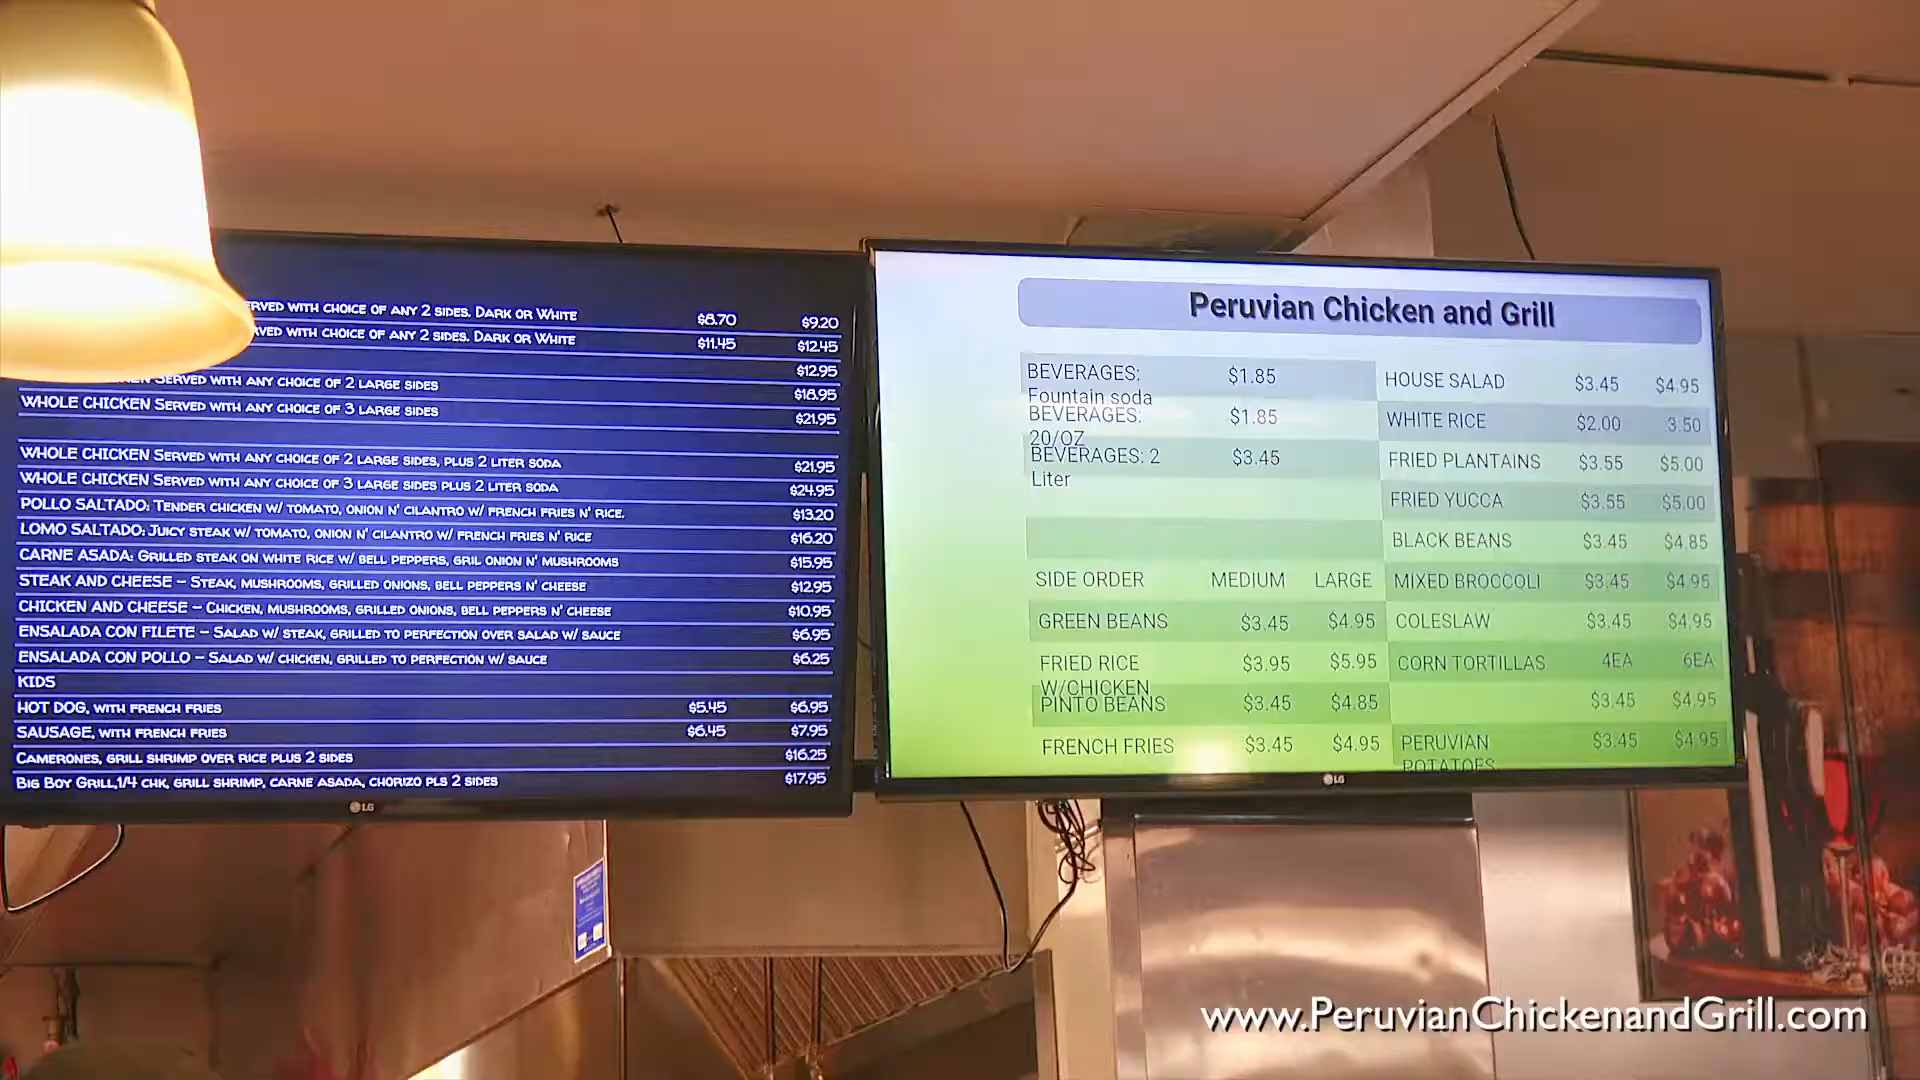 RVED WITH CHOICE OF ANY 2 SIDES. DARK OR WHITE $8.70 $9.20
RVED WITH CHOICE OF ANY 2 SIDES. DARK OR WHITE $11.45 $12.45
$12.95
SERVED WITH ANY CHOICE OF 2 LARGE SIDES $18.95
WHOLE CHICKEN SERVED WITH ANY CHOICE OF 3 LARGE SIDES $21.95
WHOLE CHICKEN SERVED WITH ANY CHOICE OF 2 LARGE SIDES, PLUS 2 LITER SODA $21.95
WHOLE CHICKEN SERVED WITH ANY CHOICE OF 3 LARGE SIDES PLUS 2 LITER SODA $24.95
POLLO SALTADO: TENDER CHICKEN W/ TOMATO, ONION N' CILANTRO W/ FRENCH FRIES N' RICE. $13.20
LOMO SALTADO: JUICY STEAK W/ TOMATO, ONION N' CILANTRO W/ FRENCH FRIES N' RICE $16.20
CARNE ASADA: GRILLED STEAK ON WHITE RICE W/ BELL PEPPERS, GRIL ONION N' MUSHROOMS $15.95
STEAK AND CHEESE – STEAK, MUSHROOMS, GRILLED ONIONS, BELL PEPPERS N' CHEESE $12.95
CHICKEN AND CHEESE – CHICKEN, MUSHROOMS, GRILLED ONIONS, BELL PEPPERS N' CHEESE $10.95
ENSALADA CON FILETE – SALAD W/ STEAK, GRILLED TO PERFECTION OVER SALAD W/ SAUCE $6.95
ENSALADA CON POLLO – SALAD W/ CHICKEN, GRILLED TO PERFECTION W/ SAUCE $6.25
KIDS
HOT DOG, WITH FRENCH FRIES $5.45 $6.95
SAUSAGE, WITH FRENCH FRIES $6.45 $7.95
CAMERONES, GRILL SHRIMP OVER RICE PLUS 2 SIDES $16.25
BIG BOY GRILL,1/4 CHK, GRILL SHRIMP, CARNE ASADA, CHORIZO PLS 2 SIDES $17.95
LG
Peruvian Chicken and Grill
BEVERAGES: $1.85
Fountain soda
BEVERAGES: $1.85
20/OZ
BEVERAGES: 2 $3.45
Liter
SIDE ORDER MEDIUM LARGE
GREEN BEANS $3.45 $4.95
FRIED RICE $3.95 $5.95
W/CHICKEN
PINTO BEANS $3.45 $4.85
FRENCH FRIES $3.45 $4.95
HOUSE SALAD $3.45 $4.95
WHITE RICE $2.00 3.50
FRIED PLANTAINS $3.55 $5.00
FRIED YUCCA $3.55 $5.00
BLACK BEANS $3.45 $4.85
MIXED BROCCOLI $3.45 $4.95
COLESLAW $3.45 $4.95
CORN TORTILLAS 4EA 6EA
$3.45 $4.95
PERUVIAN $3.45 $4.95
POTATOES
LG
www.PeruvianChickenandGrill.com